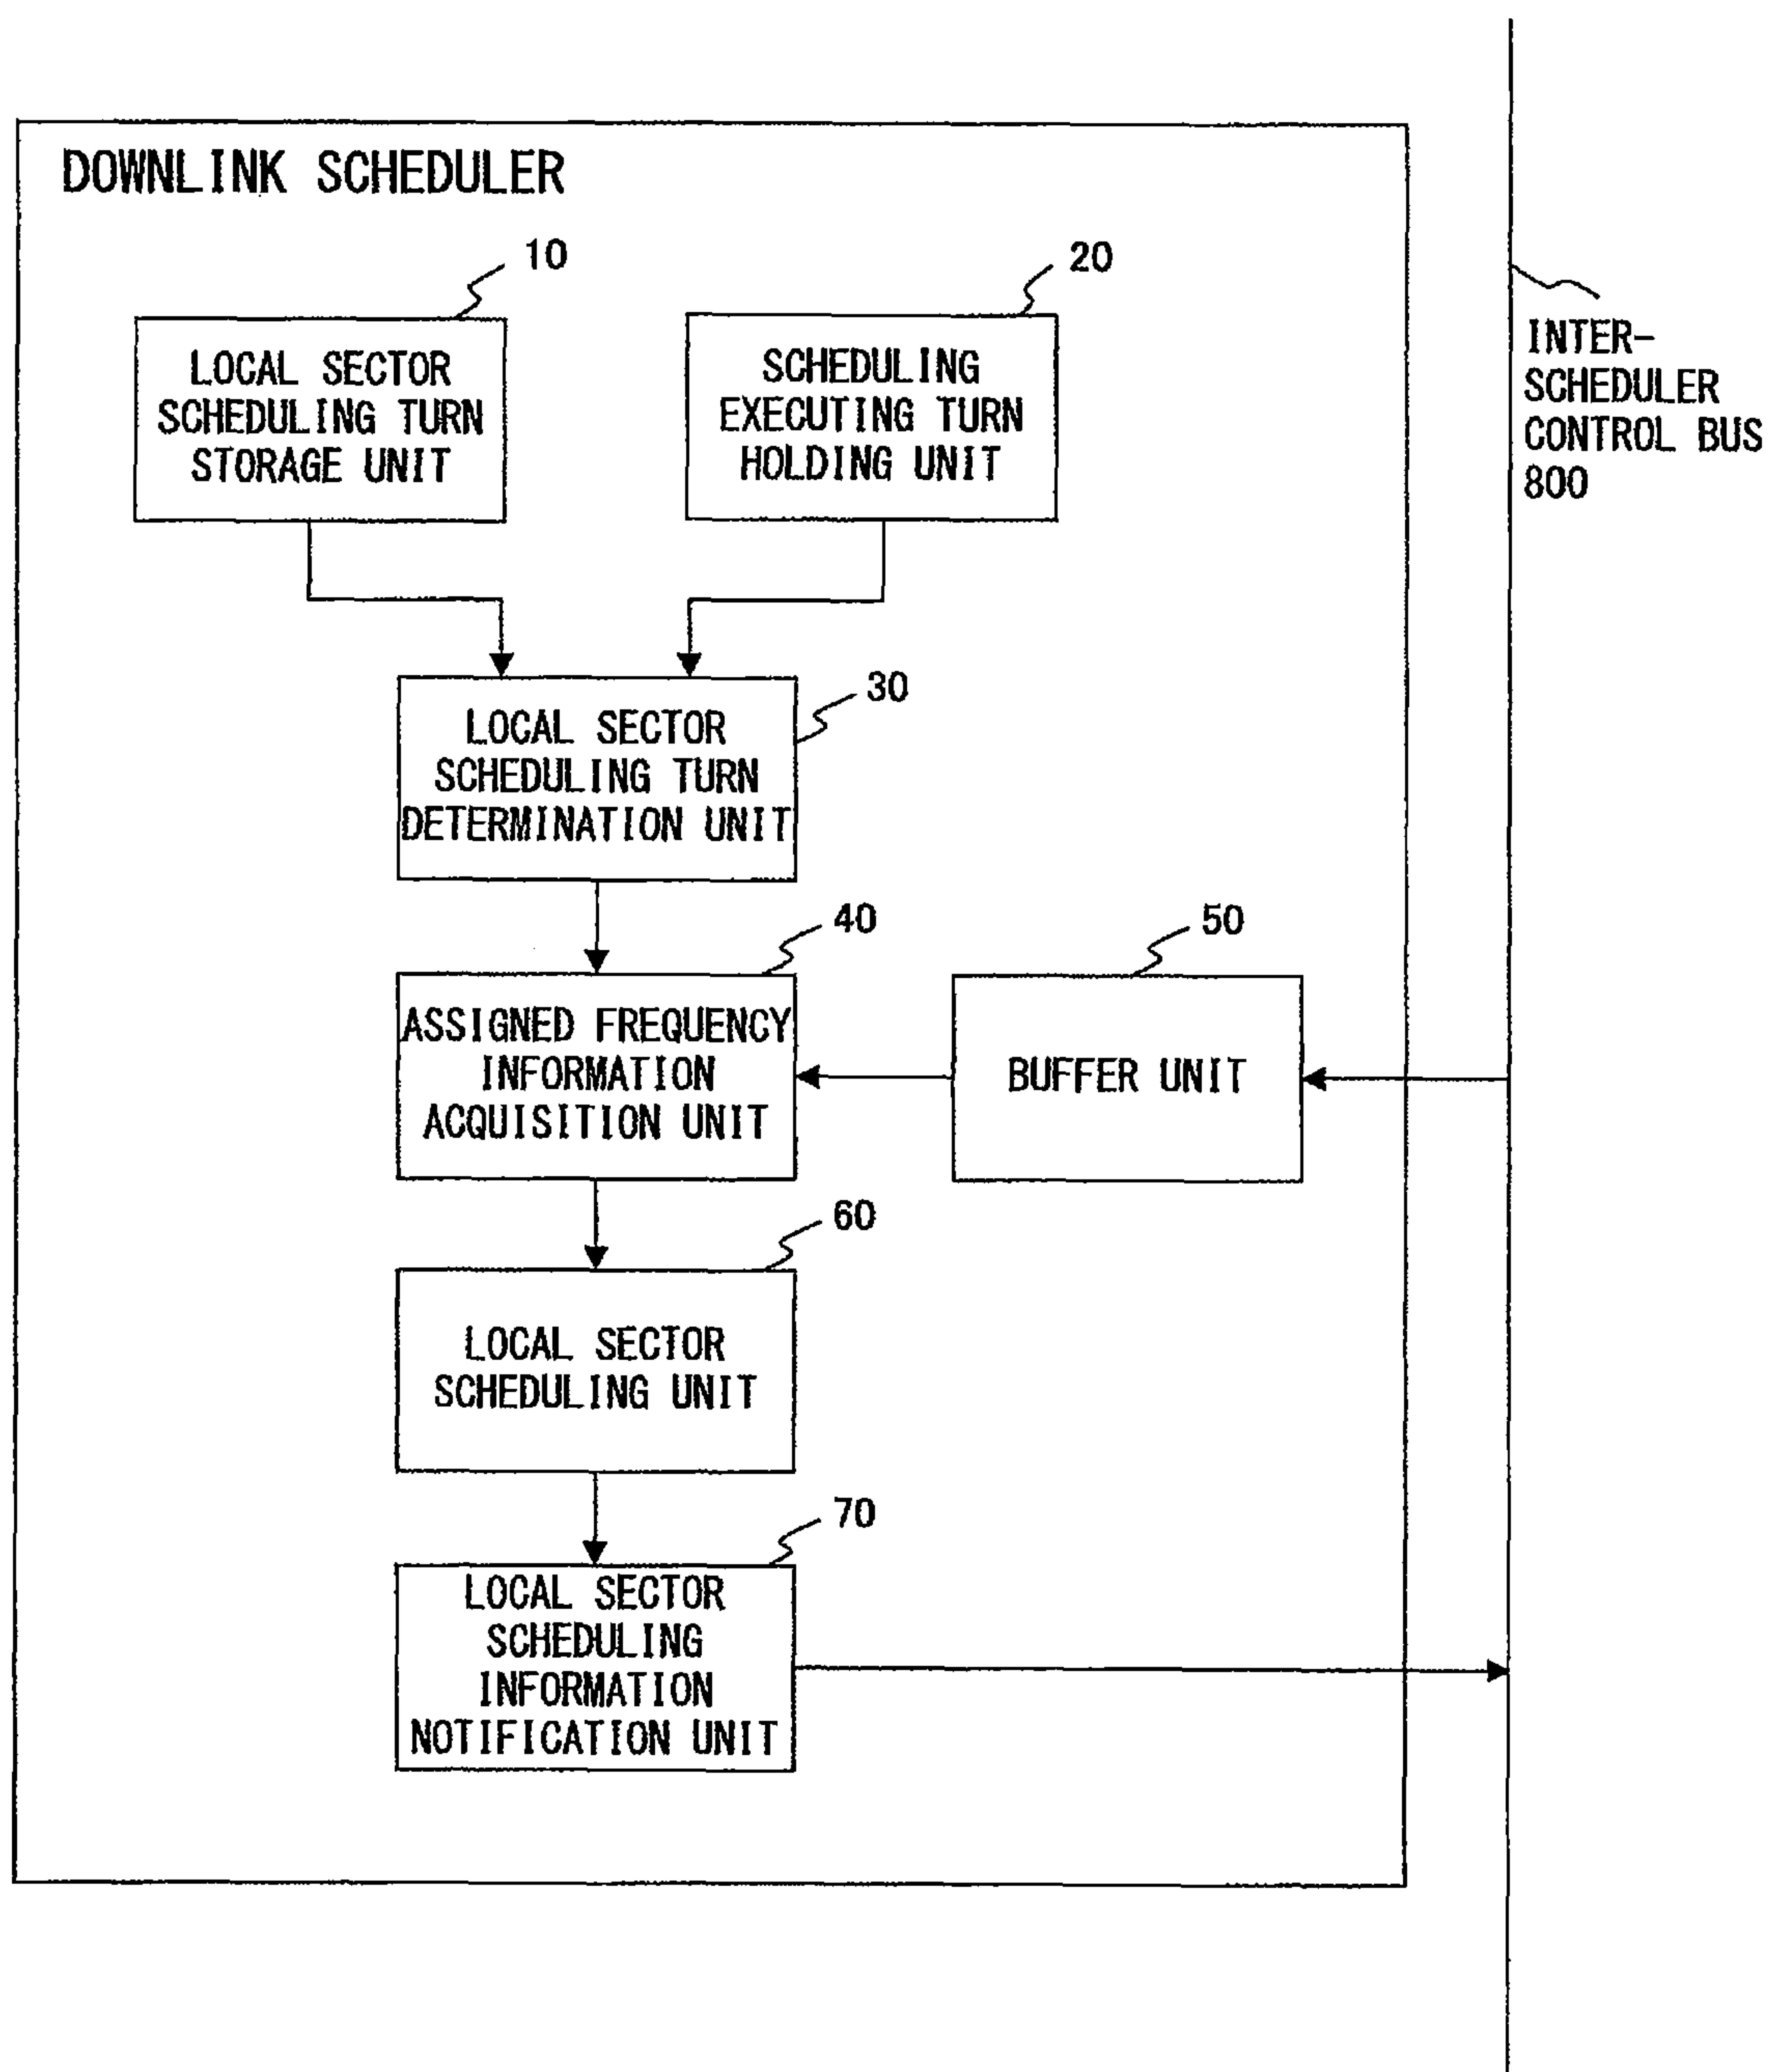 DOWNLINK SCHEDULER
10
20
LOCAL SECTOR
SCHEDULING TURN
STORAGE UNIT
SCHEDULING
EXECUTING TURN
HOLDING UNIT
INTER-
SCHEDULER
CONTROL BUS
800
30
LOCAL SECTOR
SCHEDULING TURN
DETERMINATION UNIT
40
50
ASSIGNED FREQUENCY
INFORMATION
ACQUISITION UNIT
BUFFER UNIT
60
LOCAL SECTOR
SCHEDULING UNIT
70
LOCAL SECTOR
SCHEDULING
INFORMATION
NOTIFICATION UNIT